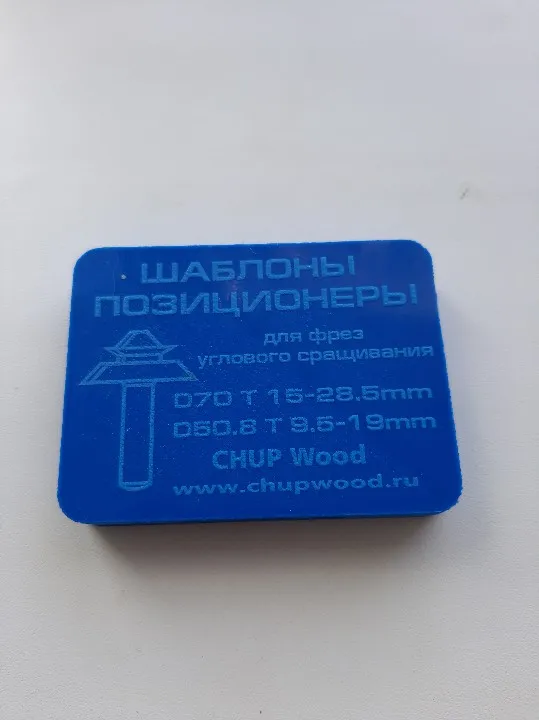 ШАБЛОНЫ
ПОЗИЦИОНЕРЫ
для фрез
углового сращивания
D70 T 15-28,5mm
D50.8 T 9.5-19mm
CHUP Wood
www.chupwood.ru